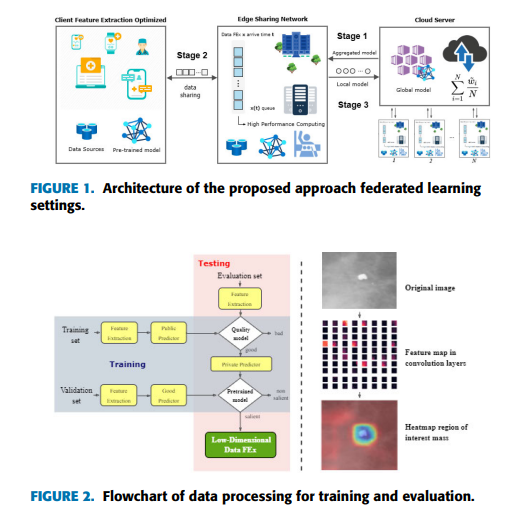 Client Feature Extraction Optimized
Edge Sharing Network
Cloud Server
Data FEx a arrive time t
Stage 1
Aggregated model
Stage 2
data
sharing
Local model
Stage 3
Global model
N
∑
i=1
ŵi
N
x(t) queue
High Performance Computing
Data Sources
Pre-trained model
1
2
...
N
FIGURE 1. Architecture of the proposed approach federated learning
settings.
Testing
Evaluation set
Feature
Extraction
Training
set
Feature
Extraction
Public
Predictor
Quality
model
bad
good
Training
Private Predictor
Validation
set
Feature
Extraction
Good
Predictor
Pretrained
model
non
salient
salient
Low-Dimensional
Data FEx
Original image
Feature map in
convolution layers
Heatmap region of
interest mass
FIGURE 2. Flowchart of data processing for training and evaluation.